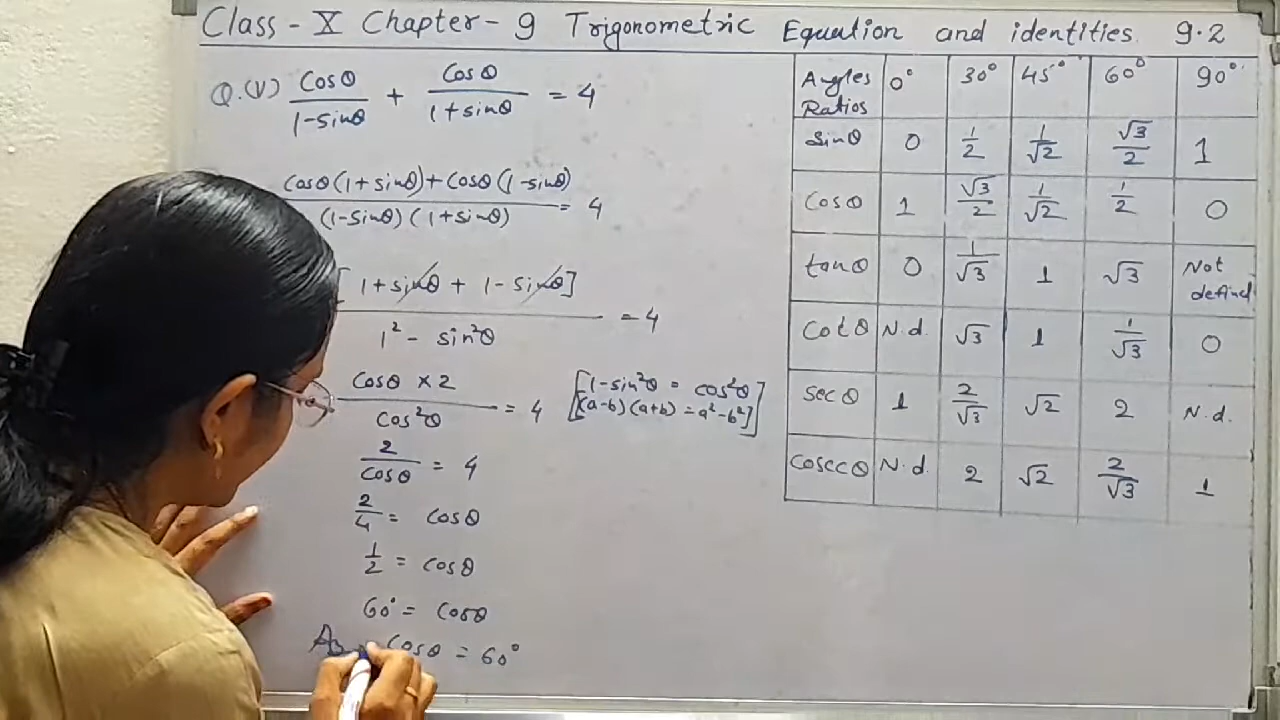 Class - X Chapter - 9 Trigonometric Equation and identities. 9.2
Q.(V) Cosθ/1-sinθ + Cosθ/1+sinθ = 4
Cosθ(1+sinθ)+Cosθ(1-sinθ)/(1-sinθ)(1+sinθ) = 4
[1+sinθ + 1-sinθ]/1²-sin²θ = 4
Cosθ×2/Cos²θ = 4 [1-sin²θ = cos²θ]
[(a-b)(a+b) = a²-b²]
2/Cosθ = 4
2/4 = Cosθ
1/2 = Cosθ
60° = Cosθ
Cosθ = 60°
Angles Ratios 0° 30° 45° 60° 90°
Sinθ 0 1/2 1/√2 √3/2 1
Cosθ 1 √3/2 1/√2 1/2 0
tanθ 0 1/√3 1 √3 Not defined
Cotθ N.d. √3 1 1/√3 0
Secθ 1 2/√3 √2 2 N.d.
Cosecθ N.d. 2 √2 2/√3 1